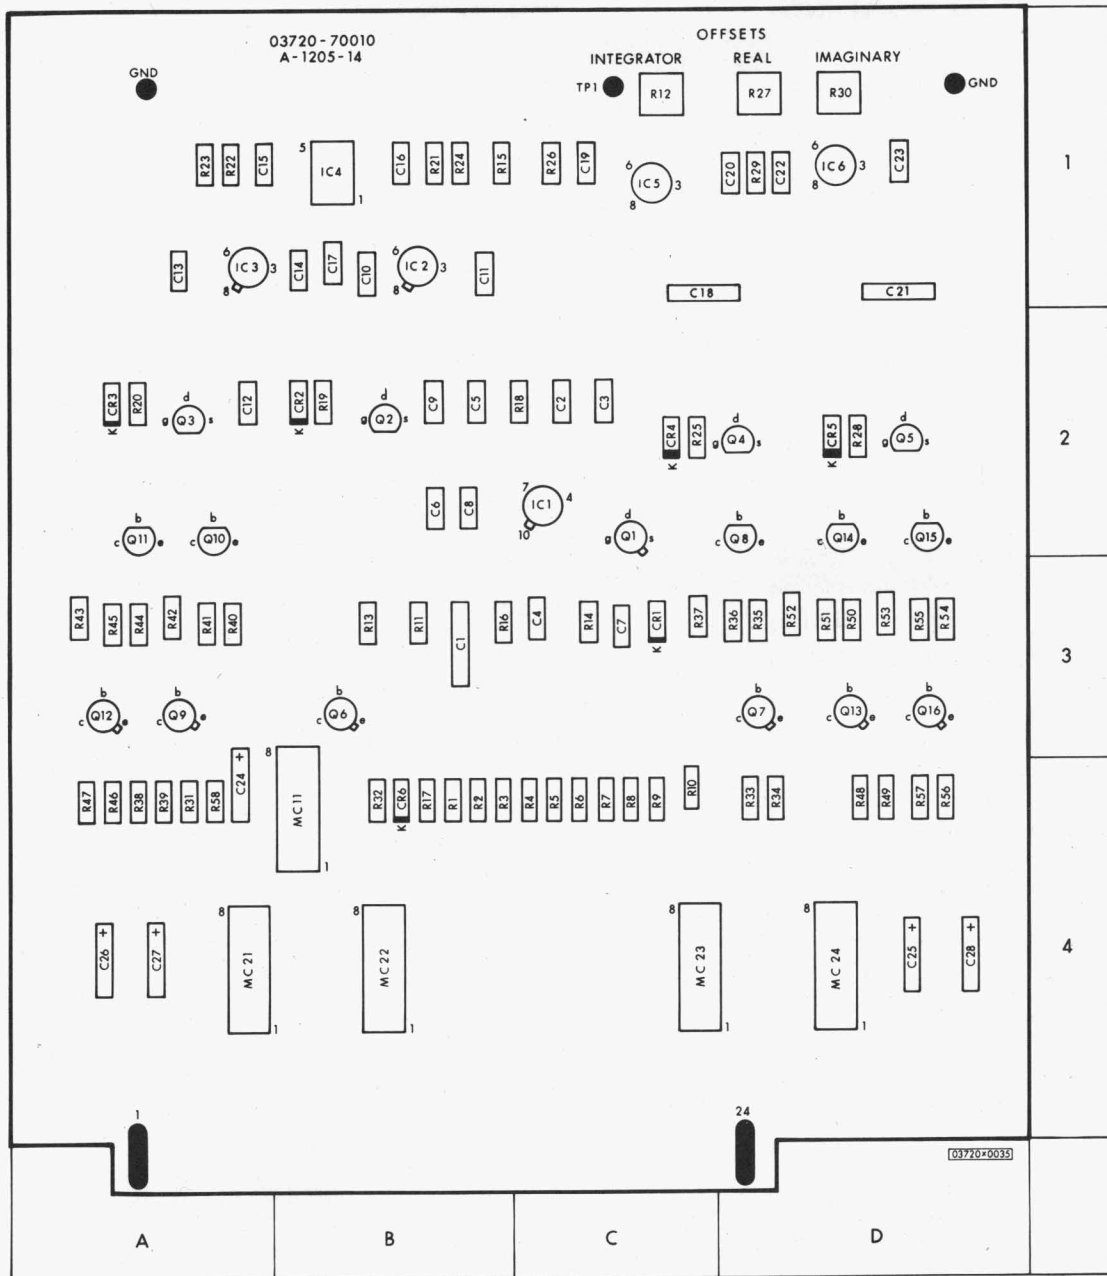 03720-70010
A-1205-14
OFFSETS
INTEGRATOR REAL IMAGINARY
GND TP1 R12 R27 R30 GND
R23 R22 C15 5 IC4 1 C16 R21 R24 R15 R26 C19 6 IC5 3 8 C20 R29 C22 6 IC6 3 8 C23 1
C13 6 IC3 3 8 C14 C17 C10 6 IC2 3 8 C11 C18 C21
CR3 K R20 d g Q3 s C12 CR2 K R19 d g Q2 s C9 C5 R18 C2 C3 CR4 K R25 d g Q4 s CR5 K R28 d g Q5 s 2
C6 C8 7 IC1 4 10
b c Q11 e b c Q10 e d g Q1 s b c Q8 e b c Q14 e b c Q15 e
R43 R45 R44 R42 R41 R40 R13 R11 C1 R16 C4 R14 C7 CR1 K R37 R36 R35 R52 R51 R50 R53 R55 R54 3
b c Q12 e b c Q9 e b c Q6 e b c Q7 e b c Q13 e b c Q16 e
R47 R46 R38 R39 R31 R58 C24 + 8 MC11 1 R32 CR6 K R17 R1 R2 R3 R4 R5 R6 R7 R8 R9 R10 R33 R34 R48 R49 R57 R56
C26 + C27 + 8 MC21 1 8 MC22 1 8 MC23 1 8 MC24 1 C25 + C28 + 4
1 24
03720×0035
A B C D